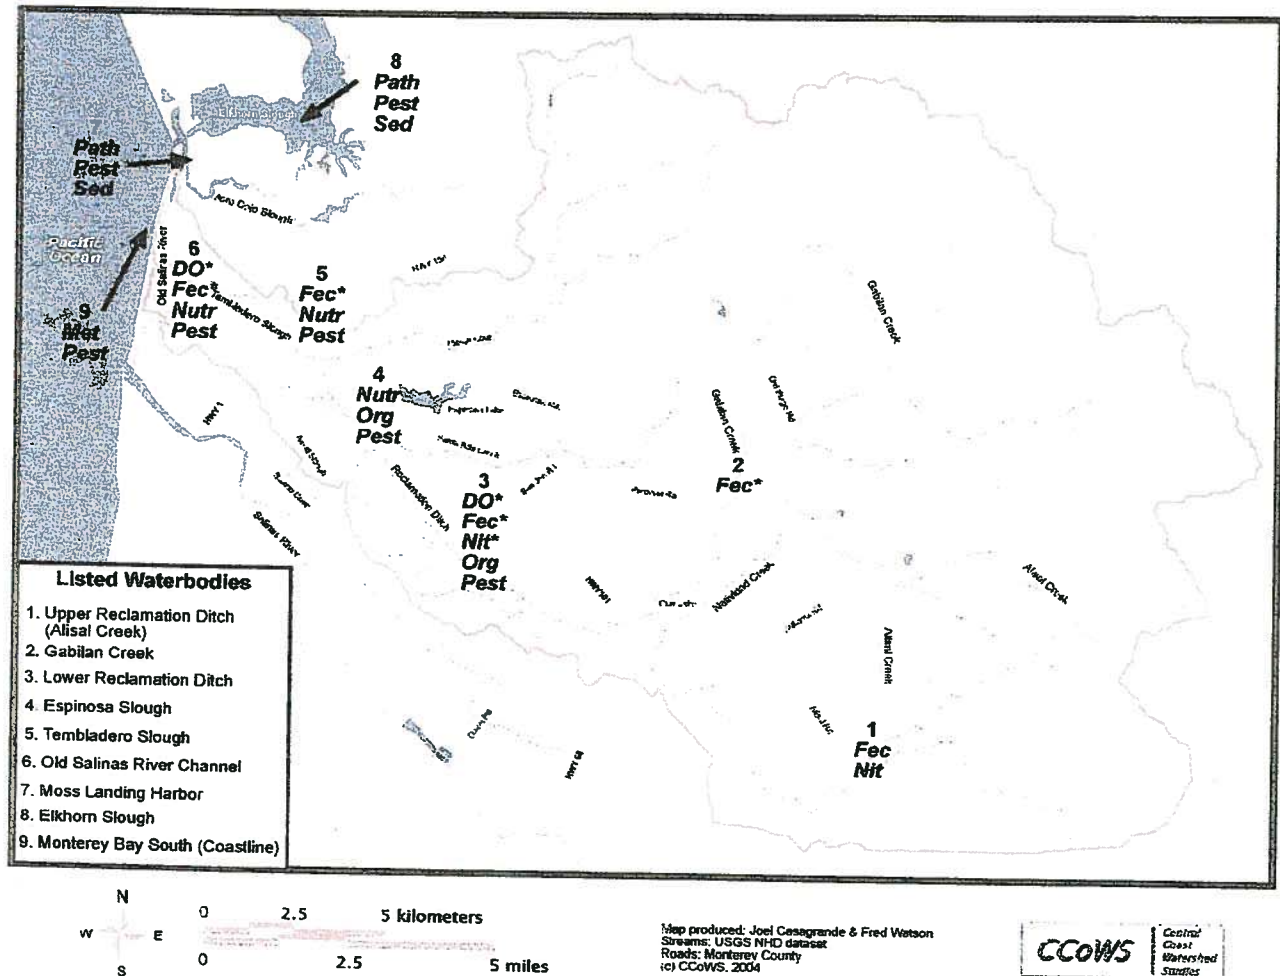 8
Path
Pest
Sed
Elkhorn Slough
Path
Pest
Sed
Pacific
Ocean
Old Salinas River
6
DO*
Fec*
Nutr
Pest
Tembladero Slough
5
Fec*
Nutr
Pest
9
Met
Pest
Gabilan Creek
4
Nutr
Org
Pest
HWY 1
Gabilan Creek
Old Stage Rd
2
Fec*
Reclamation Ditch
3
DO*
Fec*
Nit*
Org
Pest
Salinas River
Natividad Creek
Alisal Creek
Alisal Creek
HWY 68
1
Fec
Nit
Listed Waterbodies
1. Upper Reclamation Ditch
(Alisal Creek)
2. Gabilan Creek
3. Lower Reclamation Ditch
4. Espinosa Slough
5. Tembladero Slough
6. Old Salinas River Channel
7. Moss Landing Harbor
8. Elkhorn Slough
9. Monterey Bay South (Coastline)
N
W E
S
0 2.5 5 kilometers
0 2.5 5 miles
Map produced: Joel Casagrande & Fred Watson
Streams: USGS NHD dataset
Roads: Monterey County
(c) CCoWS, 2004
CCoWS
Central
Coast
Watershed
Studies